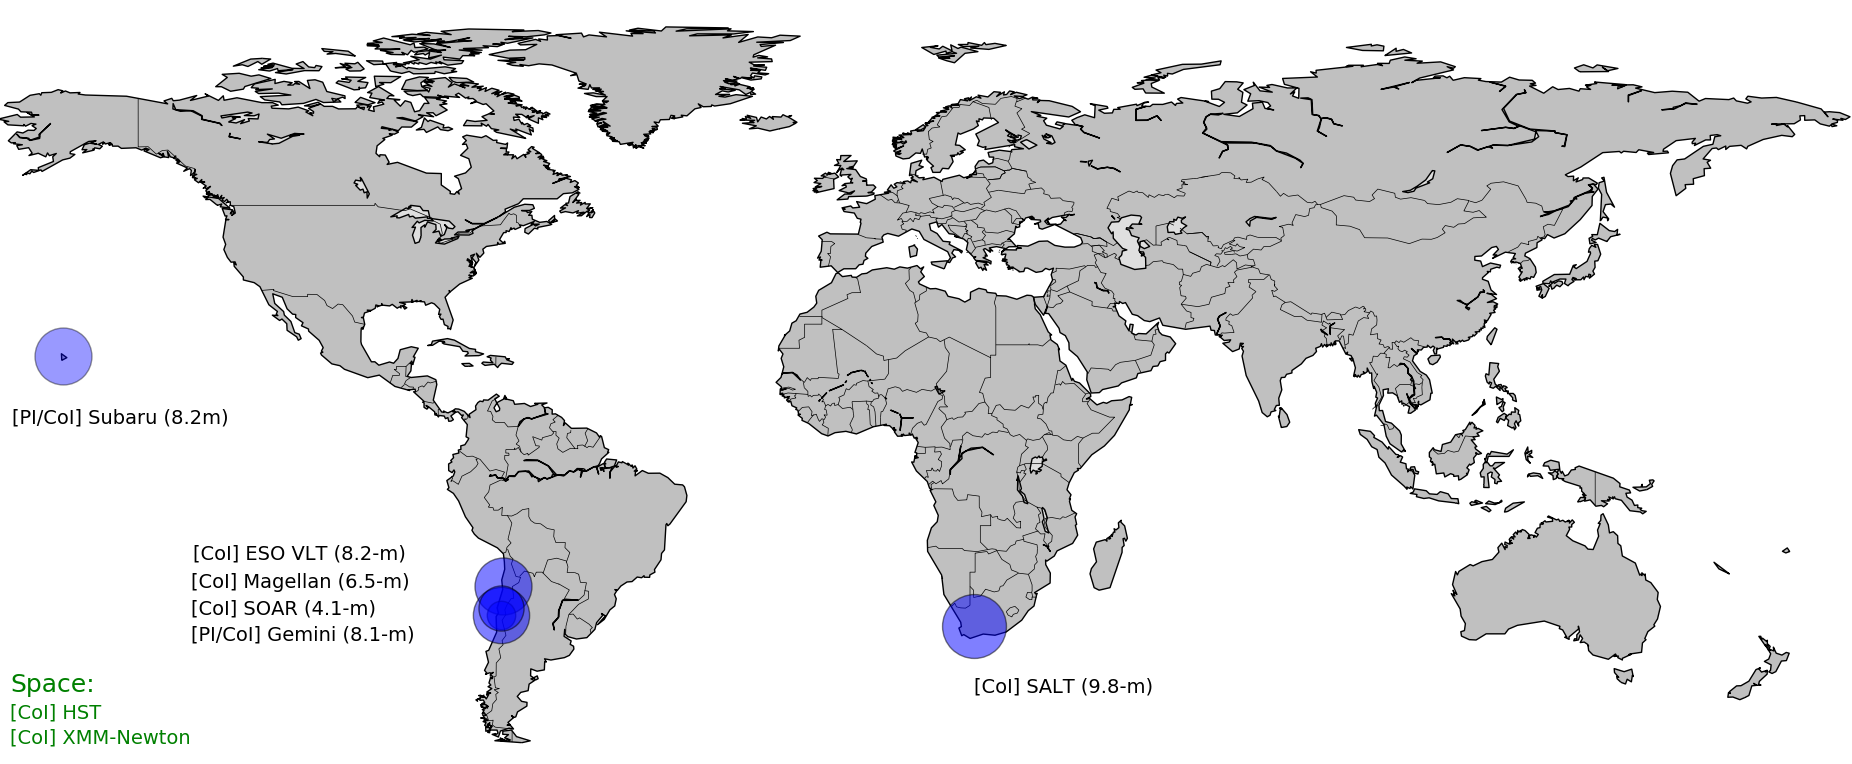 [PI/CoI] Subaru (8.2m)
[CoI] ESO VLT (8.2-m)
[CoI] Magellan (6.5-m)
[CoI] SOAR (4.1-m)
[PI/CoI] Gemini (8.1-m)
[CoI] SALT (9.8-m)
Space:
[CoI] HST
[CoI] XMM-Newton